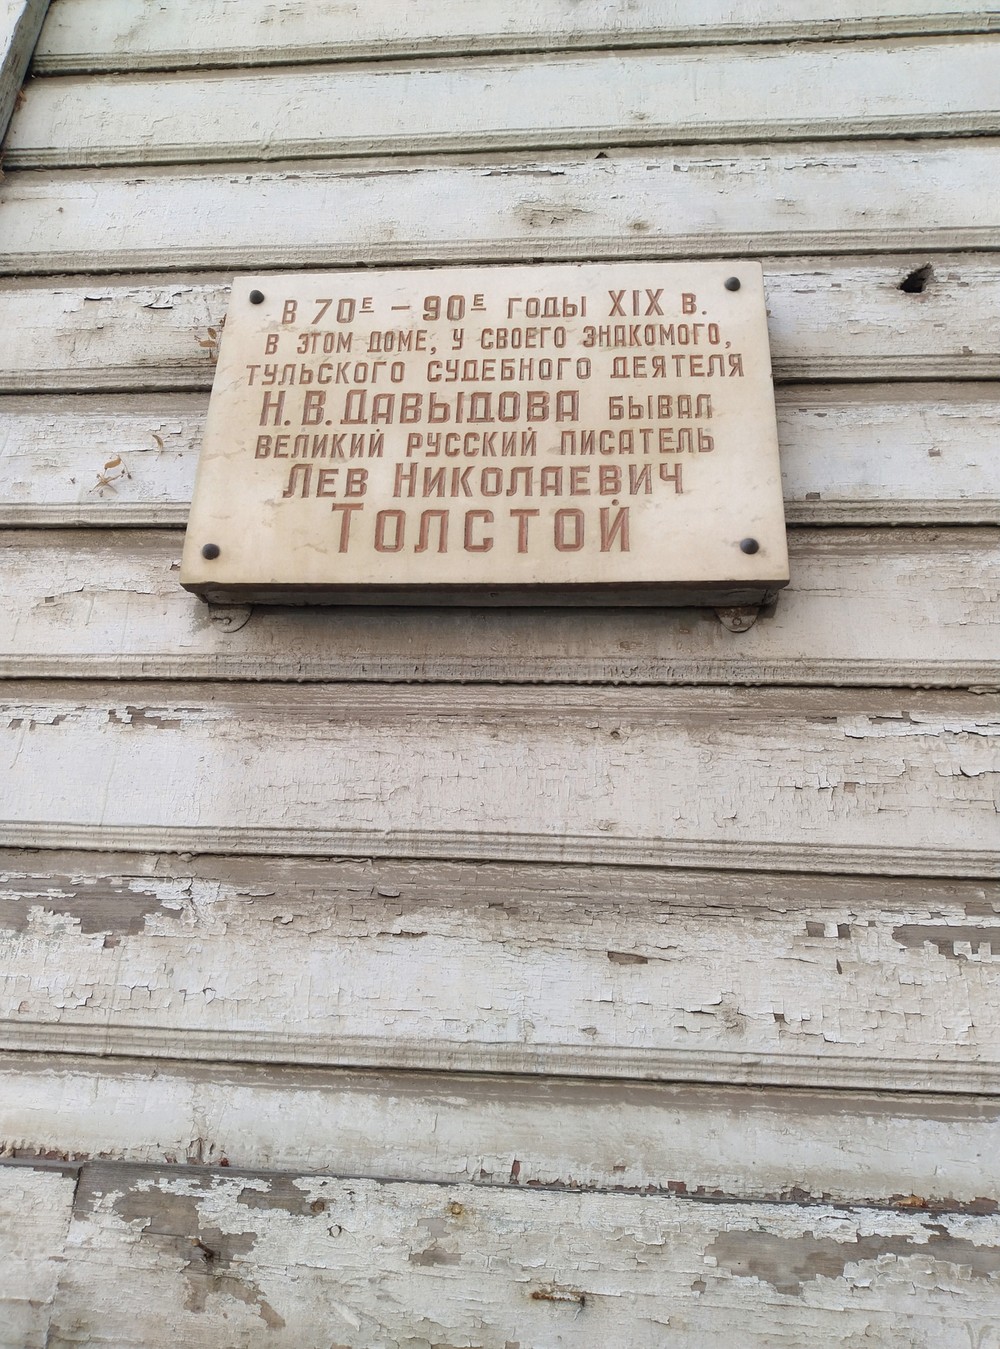 В 70Е – 90Е ГОДЫ XIX В.
В ЭТОМ ДОМЕ, У СВОЕГО ЗНАКОМОГО,
ТУЛЬСКОГО СУДЕБНОГО ДЕЯТЕЛЯ
Н.В.ДАВЫДОВА БЫВАЛ
ВЕЛИКИЙ РУССКИЙ ПИСАТЕЛЬ
ЛЕВ НИКОЛАЕВИЧ
ТОЛСТОЙ